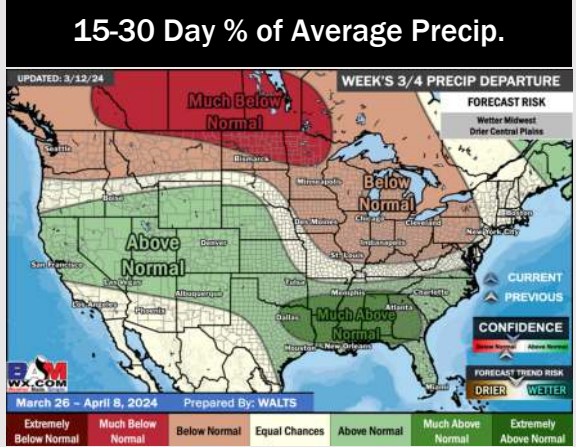 15-30 Day % of Average Precip.
UPDATED: 3/12/24
WEEK'S 3/4 PRECIP DEPARTURE
FORECAST RISK
Wetter Midwest
Drier Central Plains
Much Below
Normal
Seattle
Bismarck
Minneapolis
Below
Normal
Boise
Boston
New York City
Des Moines
Chicago
Cleveland
Indianapolis
Above
Normal
Denver
St. Louis
San Francisco
Las Vegas
CURRENT
PREVIOUS
Tulsa
Memphis
Charlotte
Albuquerque
Los Angeles
Phoenix
Atlanta
Dallas
Much Above
Normal
CONFIDENCE
Below Normal
Above Normal
Houston
New Orleans
FORECAST TREND RISK
DRIER
WETTER
Miami
BAM
WX.COM
March 26 – April 8, 2024
Prepared By: WALTS
Extremely
Below Normal
Much Below
Normal
Below Normal
Equal Chances
Above Normal
Much Above
Normal
Extremely
Above Normal